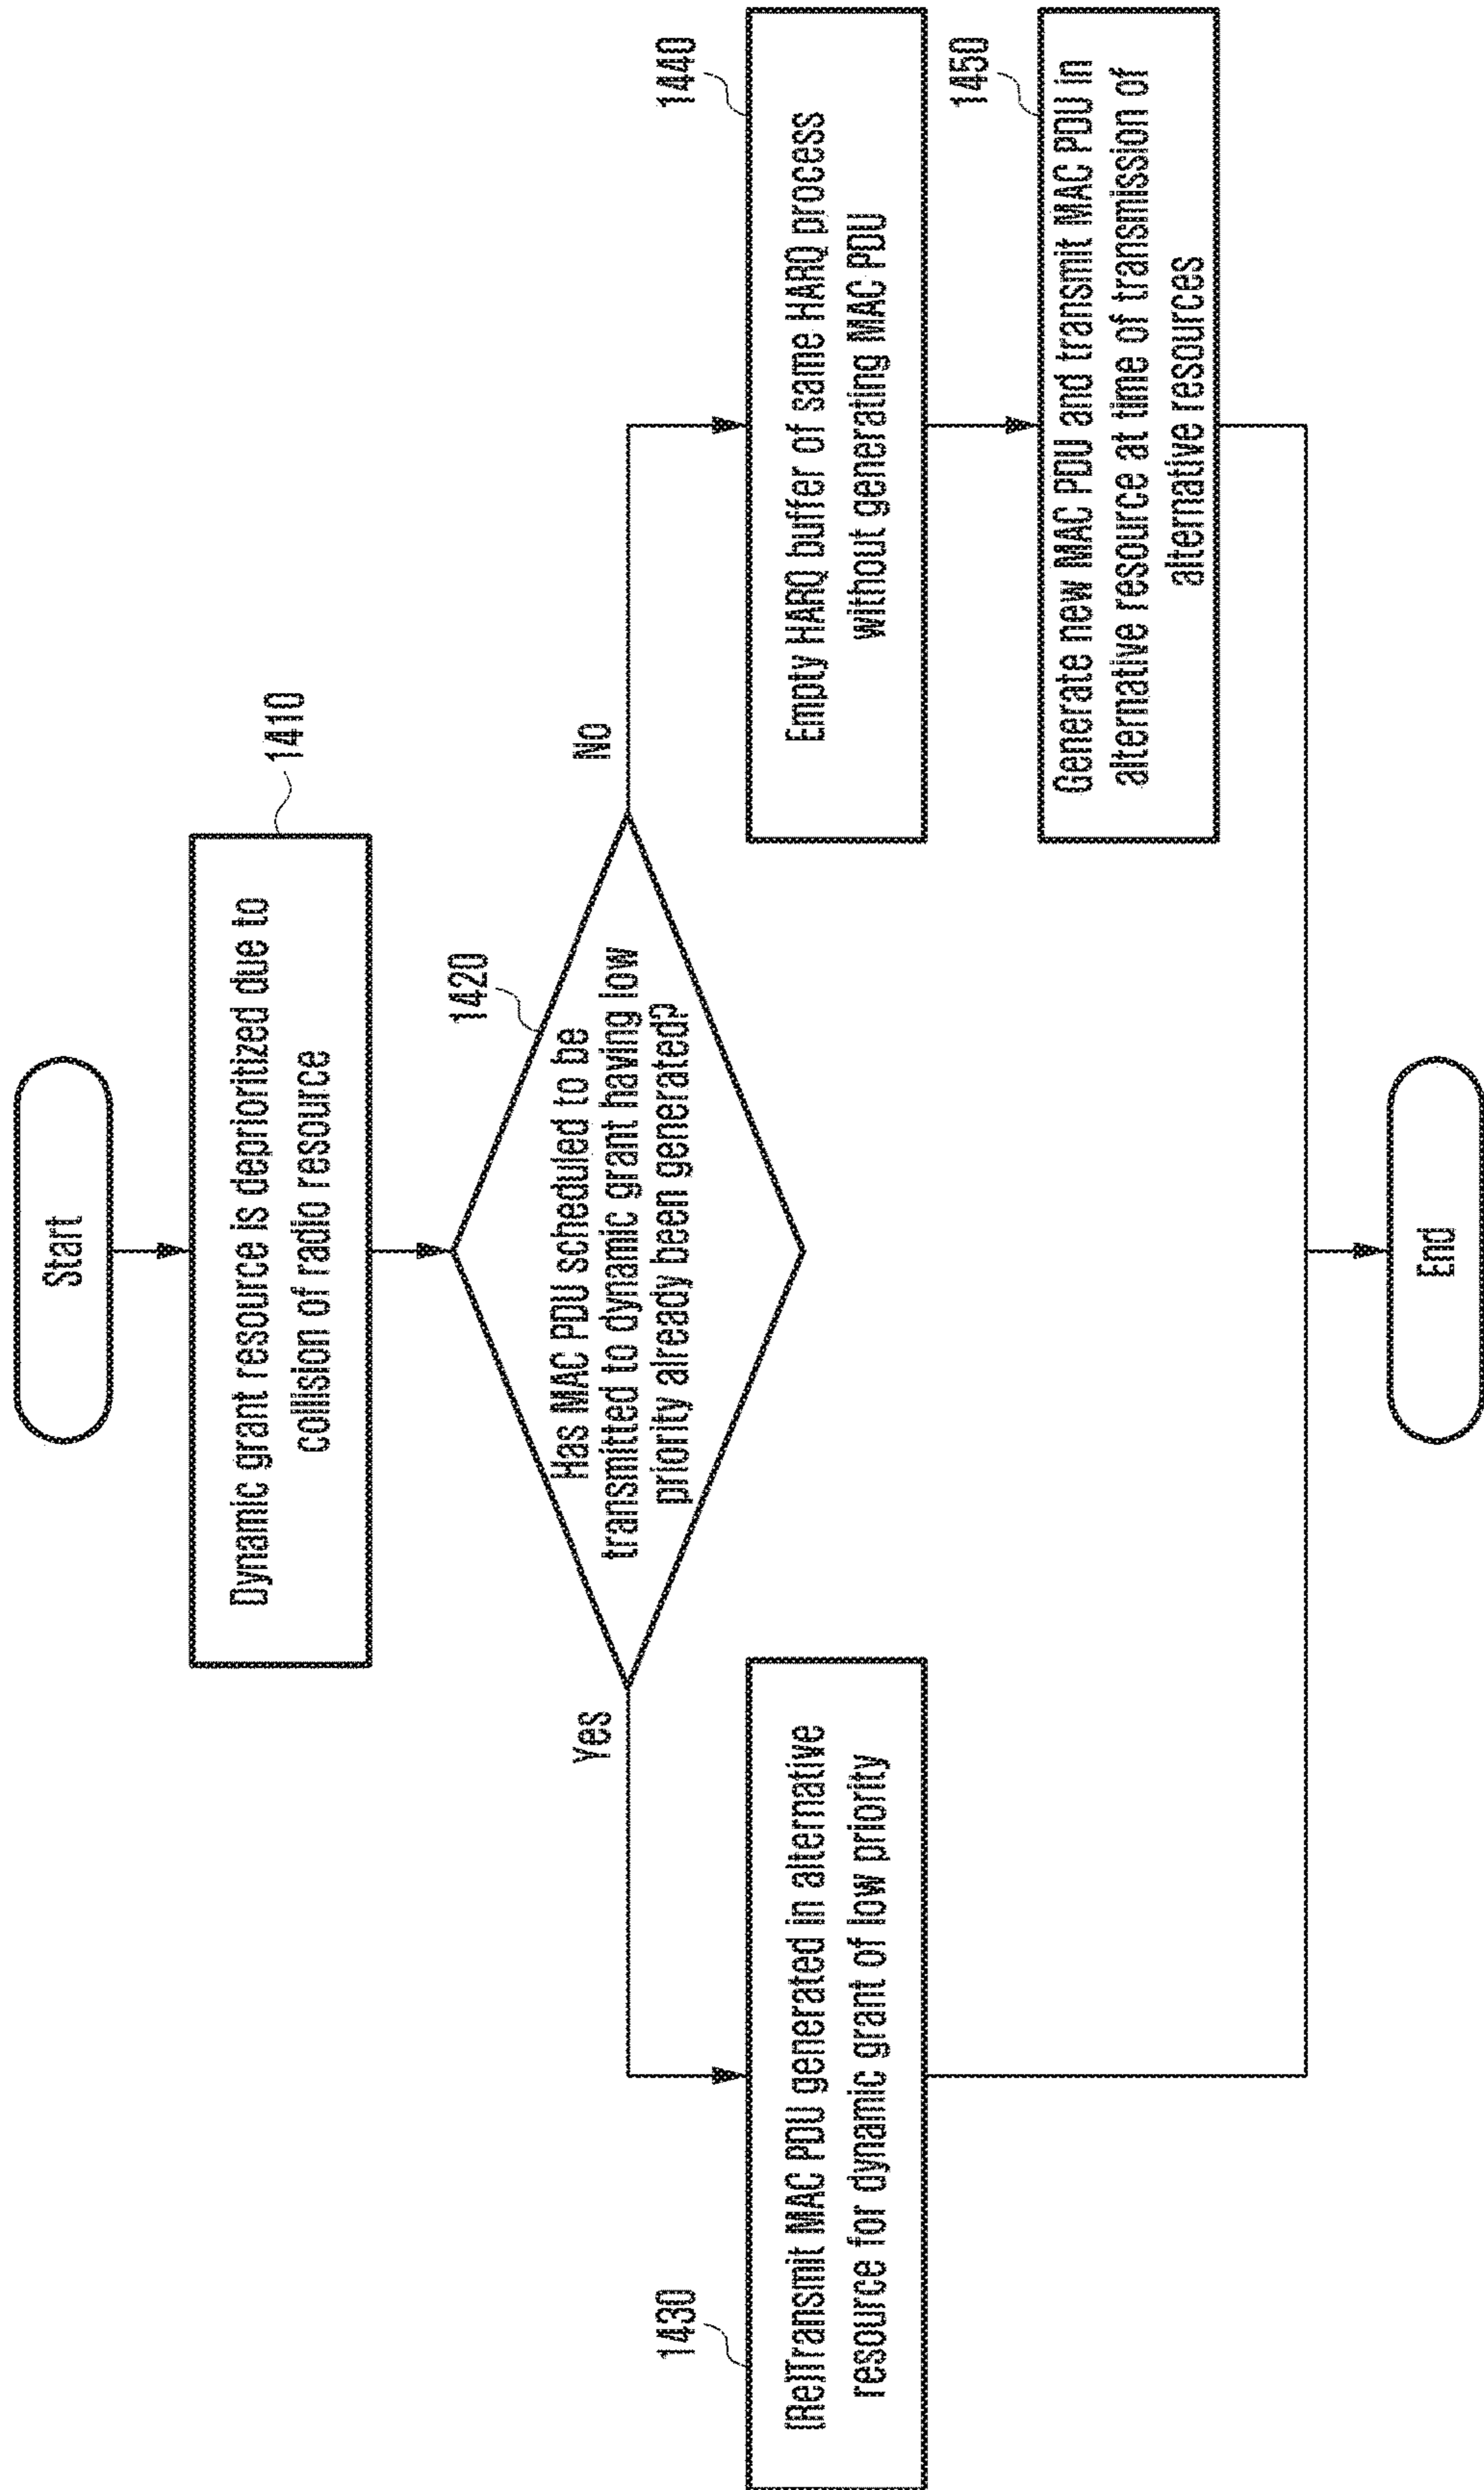 Start
1410
Dynamic grant resource is deprioritized due to
collision of radio resource
1420
Has MAC PDU scheduled to be
transmitted to dynamic grant having low
priority already been generated?
Yes
No
1430
(Re)Transmit MAC PDU generated in alternative
resource for dynamic grant of low priority
1440
Empty HARQ buffer of same HARQ process
without generating MAC PDU
1450
Generate new MAC PDU and transmit MAC PDU in
alternative resource at time of transmission of
alternative resources
End